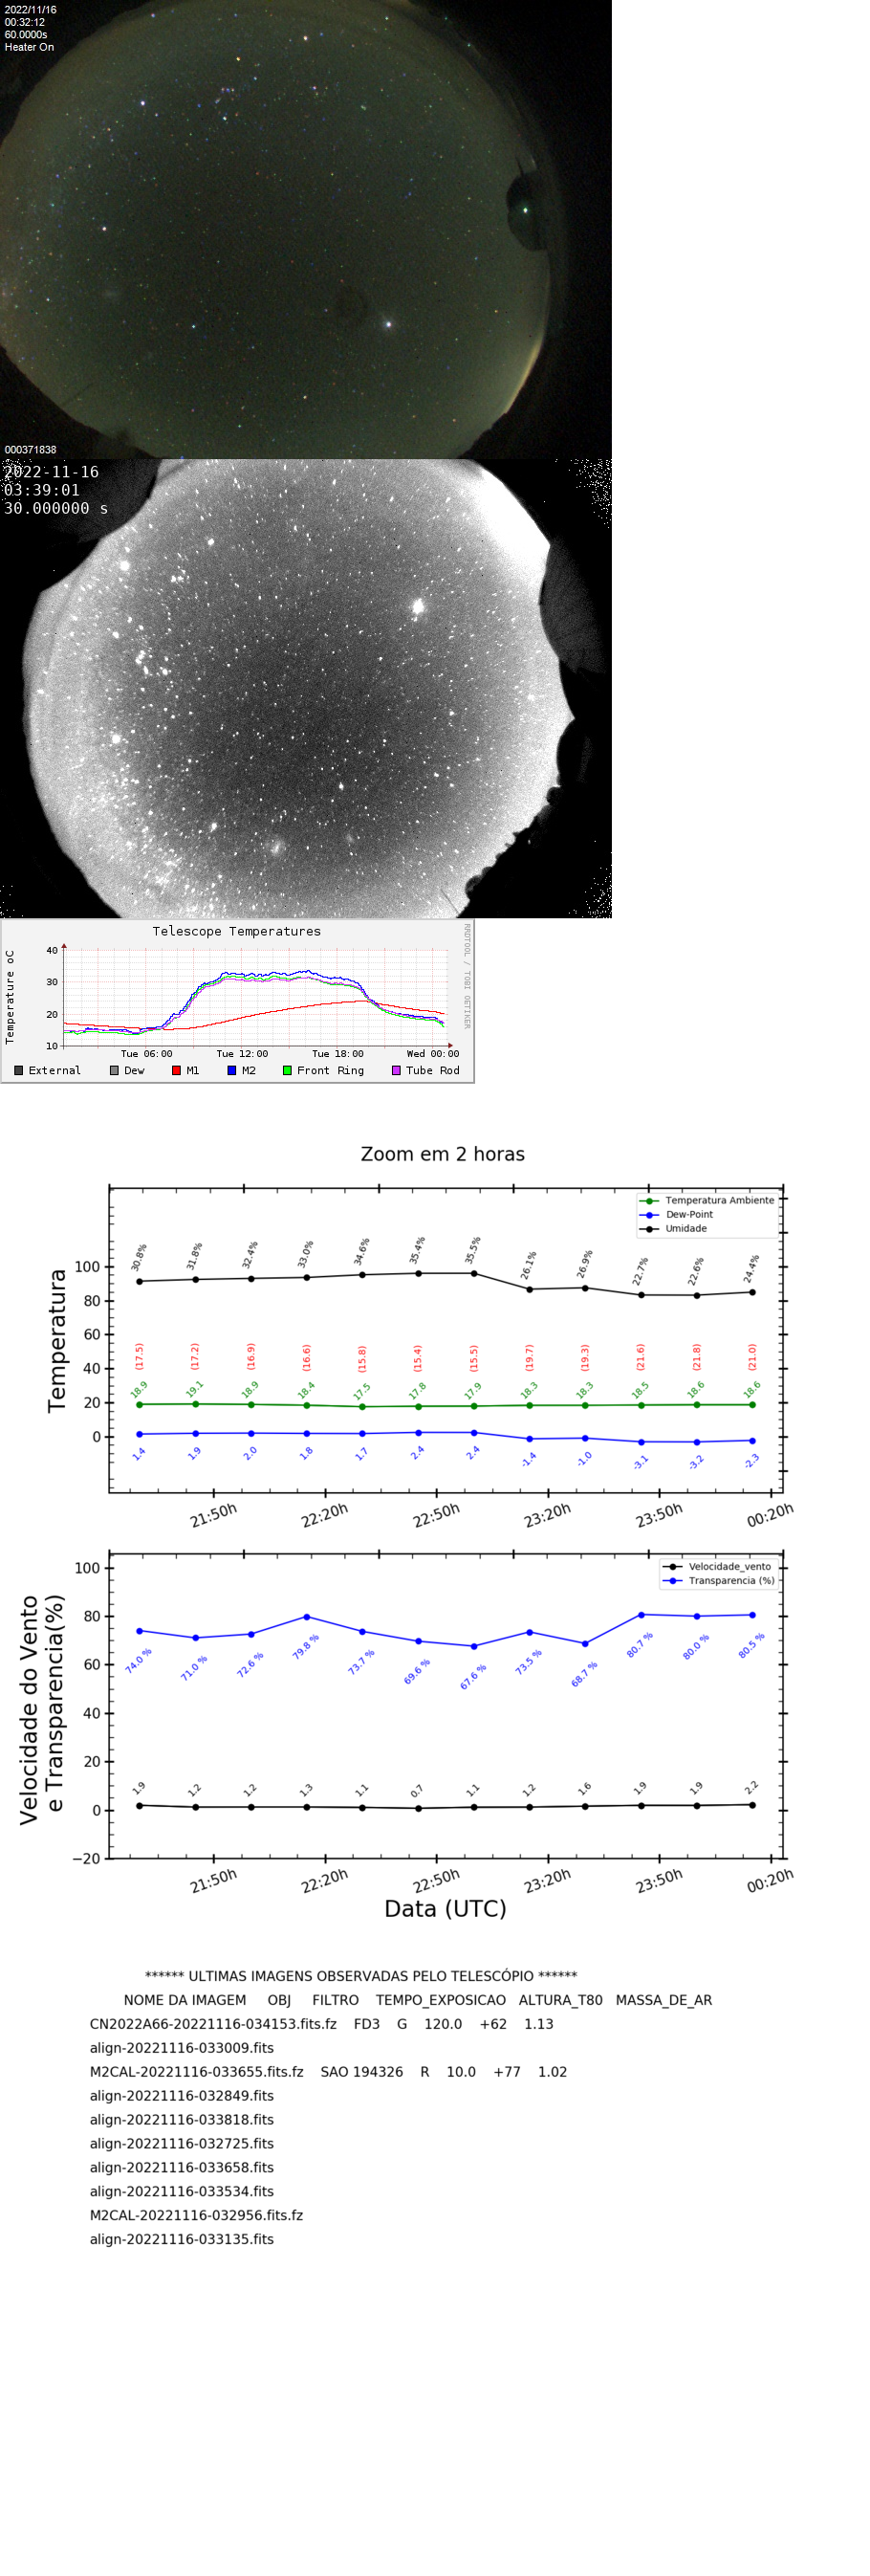 2022/11/16
00:32:12
60.0000s
Heater On
000371838
2022-11-16
03:39:01
30.000000 s
Telescope Temperatures
RRDTOOL / TOBI OETIKER
Temperature oC
40
30
20
10
Tue 06:00 Tue 12:00 Tue 18:00 Wed 00:00
External Dew M1 M2 Front Ring Tube Rod
Zoom em 2 horas
Temperatura Ambiente
Dew-Point
Umidade
Temperatura
100
80
60
40
20
0
30.8% 31.8% 32.4% 33.0% 34.6% 35.4% 35.5% 26.1% 26.9% 22.7% 22.6% 24.4%
(17.5) (17.2) (16.9) (16.6) (15.8) (15.4) (15.5) (19.7) (19.3) (21.6) (21.8) (21.0)
18.9 19.1 18.9 18.4 17.5 17.8 17.9 18.3 18.3 18.5 18.6 18.6
1.4 1.9 2.0 1.8 1.7 2.4 2.4 -1.4 -1.0 -3.1 -3.2 -2.3
21:50h 22:20h 22:50h 23:20h 23:50h 00:20h
Velocidade_vento
Transparencia (%)
Velocidade do Vento
e Transparencia(%)
100
80
60
40
20
0
−20
74.0 % 71.0 % 72.6 % 79.8 % 73.7 % 69.6 % 67.6 % 73.5 % 68.7 % 80.7 % 80.0 % 80.5 %
1.9 1.2 1.2 1.3 1.1 0.7 1.1 1.2 1.6 1.9 1.9 2.2
21:50h 22:20h 22:50h 23:20h 23:50h 00:20h
Data (UTC)
****** ULTIMAS IMAGENS OBSERVADAS PELO TELESCÓPIO ******
NOME DA IMAGEM OBJ FILTRO TEMPO_EXPOSICAO ALTURA_T80 MASSA_DE_AR
CN2022A66-20221116-034153.fits.fz FD3 G 120.0 +62 1.13
align-20221116-033009.fits
M2CAL-20221116-033655.fits.fz SAO 194326 R 10.0 +77 1.02
align-20221116-032849.fits
align-20221116-033818.fits
align-20221116-032725.fits
align-20221116-033658.fits
align-20221116-033534.fits
M2CAL-20221116-032956.fits.fz
align-20221116-033135.fits